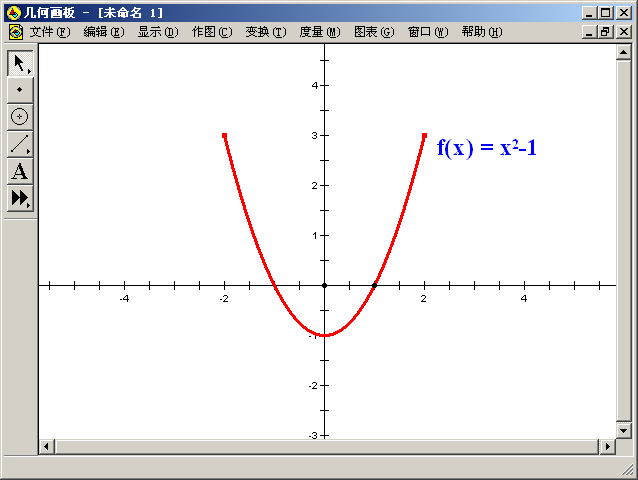 几何画板 - [未命名 1]
文件(F) 编辑(E) 显示(D) 作图(C) 变换(T) 度量(M) 图表(G) 窗口(W) 帮助(H)
A
4
3
f(x) = x²-1
2
1
-4 -2 2 4
-1
-2
-3